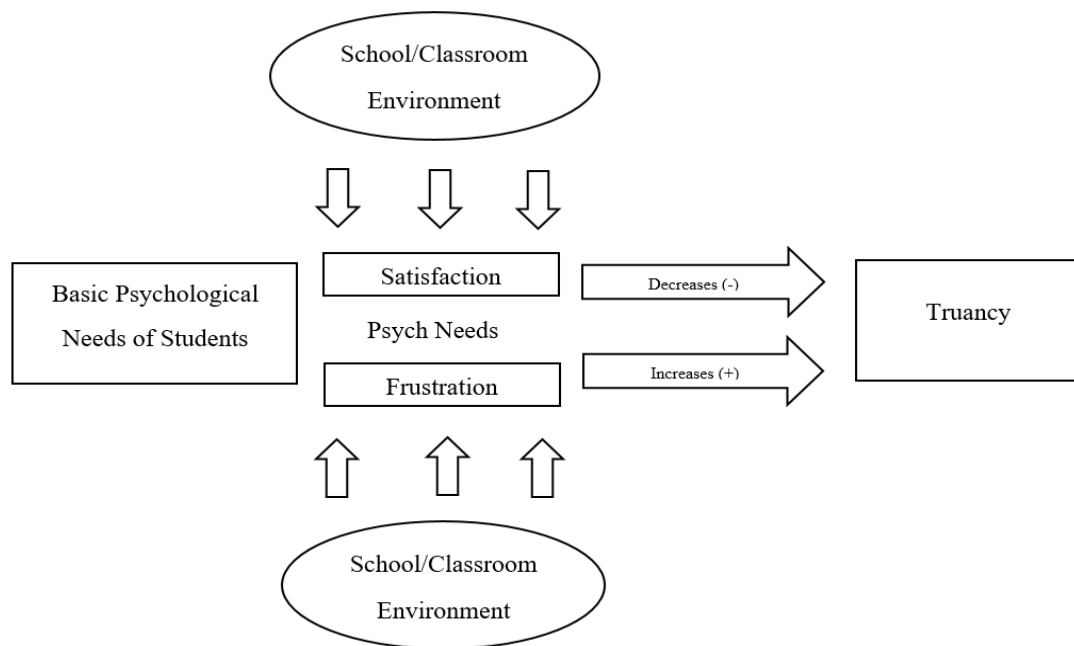 School/Classroom
Environment
Basic Psychological
Needs of Students
Satisfaction
Psych Needs
Frustration
Decreases (-)
Increases (+)
Truancy
School/Classroom
Environment